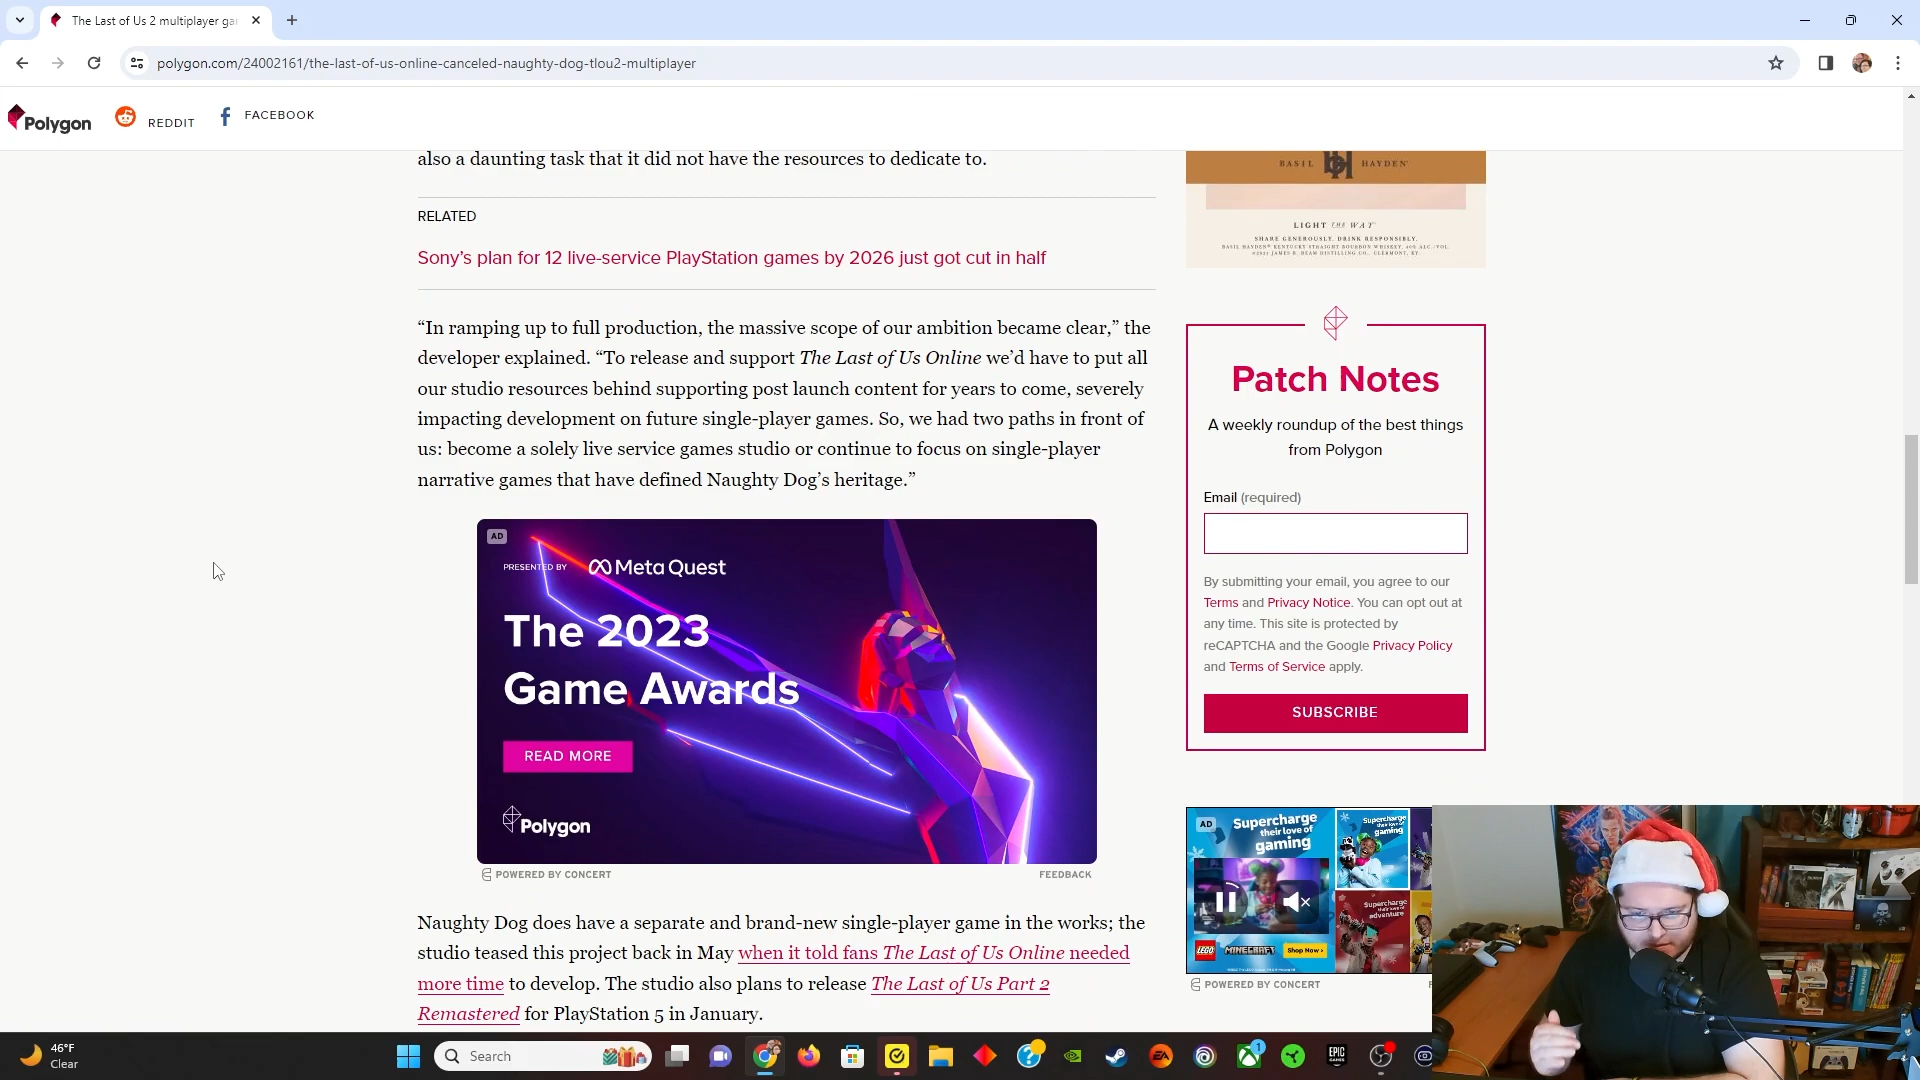 The Last of Us 2 multiplayer ga
polygon.com/24002161/the-last-of-us-online-canceled-naughty-dog-tlou2-multiplayer
Polygon
REDDIT
FACEBOOK
also a daunting task that it did not have the resources to dedicate to.
RELATED
Sony’s plan for 12 live-service PlayStation games by 2026 just got cut in half
“In ramping up to full production, the massive scope of our ambition became clear,” the
developer explained. “To release and support The Last of Us Online we’d have to put all
our studio resources behind supporting post launch content for years to come, severely
impacting development on future single-player games. So, we had two paths in front of
us: become a solely live service games studio or continue to focus on single-player
narrative games that have defined Naughty Dog’s heritage.”
AD
PRESENTED BY
Meta Quest
The 2023
Game Awards
READ MORE
Polygon
POWERED BY CONCERT
FEEDBACK
Naughty Dog does have a separate and brand-new single-player game in the works; the
studio teased this project back in May when it told fans The Last of Us Online needed
more time to develop. The studio also plans to release The Last of Us Part 2
Remastered for PlayStation 5 in January.
BASIL HAYDEN
LIGHT THE WAY
SHARE GENEROUSLY. DRINK RESPONSIBLY.
Patch Notes
A weekly roundup of the best things
from Polygon
Email (required)
By submitting your email, you agree to our
Terms and Privacy Notice. You can opt out at
any time. This site is protected by
reCAPTCHA and the Google Privacy Policy
and Terms of Service apply.
SUBSCRIBE
AD
Supercharge
their love of
gaming
Supercharge
their love of
gaming
Supercharge
their love of
adventure
LEGO
MINECRAFT
Shop Now
POWERED BY CONCERT
46°F
Clear
Search
EA
1
EPIC
GAMES